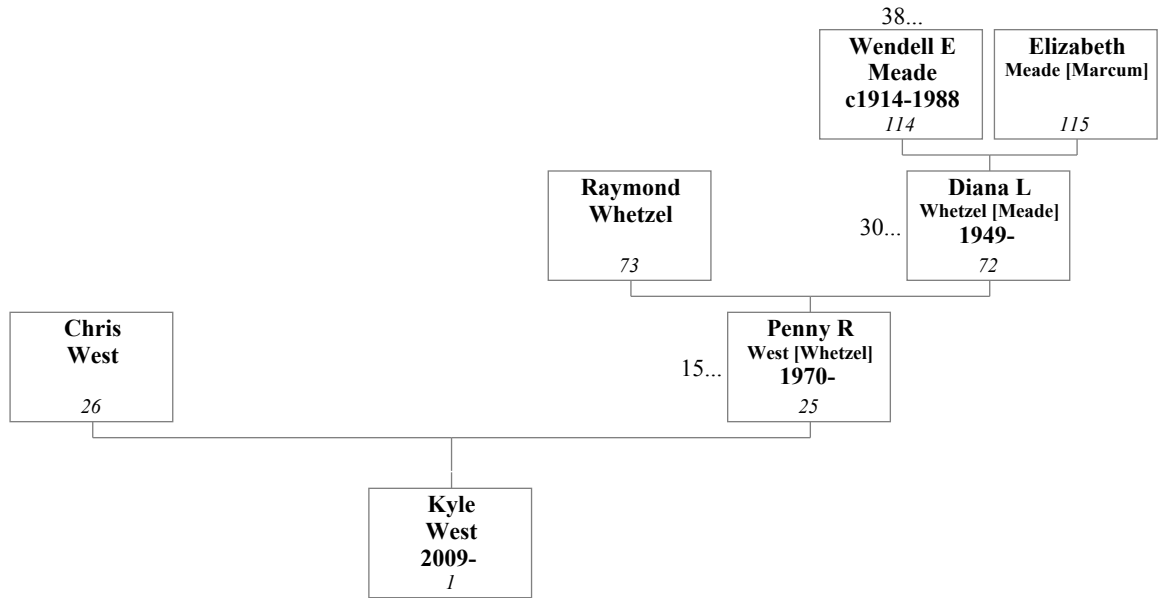 38...
Wendell E
Meade
c1914-1988
114
Elizabeth
Meade [Marcum]
115
Raymond
Whetzel
73
30...
Diana L
Whetzel [Meade]
1949-
72
Chris
West
26
15...
Penny R
West [Whetzel]
1970-
25
Kyle
West
2009-
1